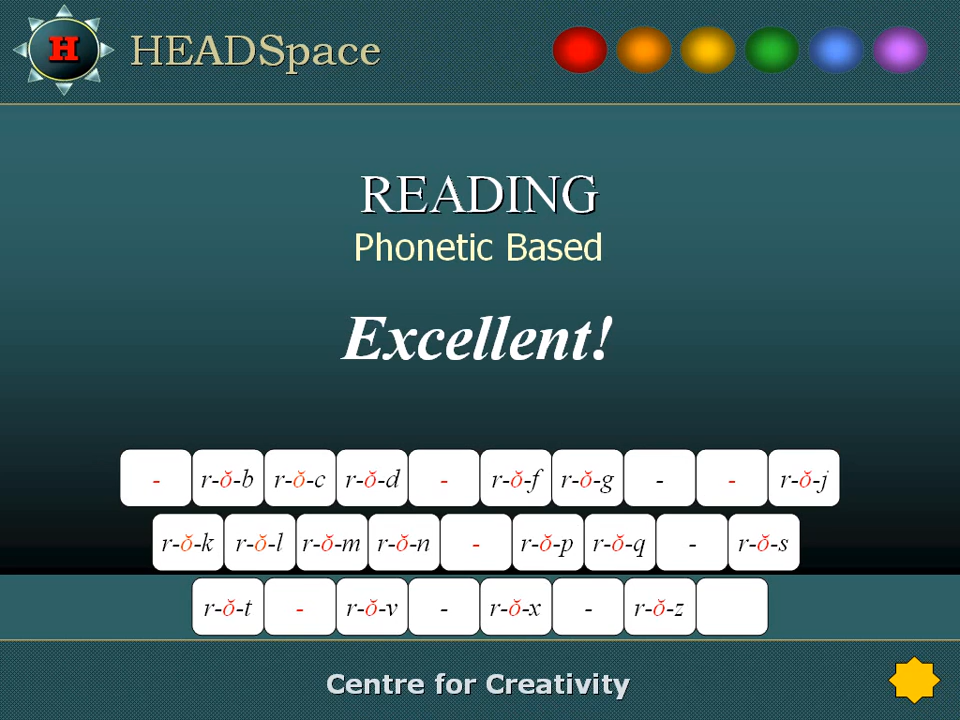 H HEADSpace
READING
Phonetic Based
Excellent!
- r-ŏ-b r-ŏ-c r-ŏ-d - r-ŏ-f r-ŏ-g - - r-ŏ-j
r-ŏ-k r-ŏ-l r-ŏ-m r-ŏ-n - r-ŏ-p r-ŏ-q - r-ŏ-s
r-ŏ-t - r-ŏ-v - r-ŏ-x - r-ŏ-z
Centre for Creativity